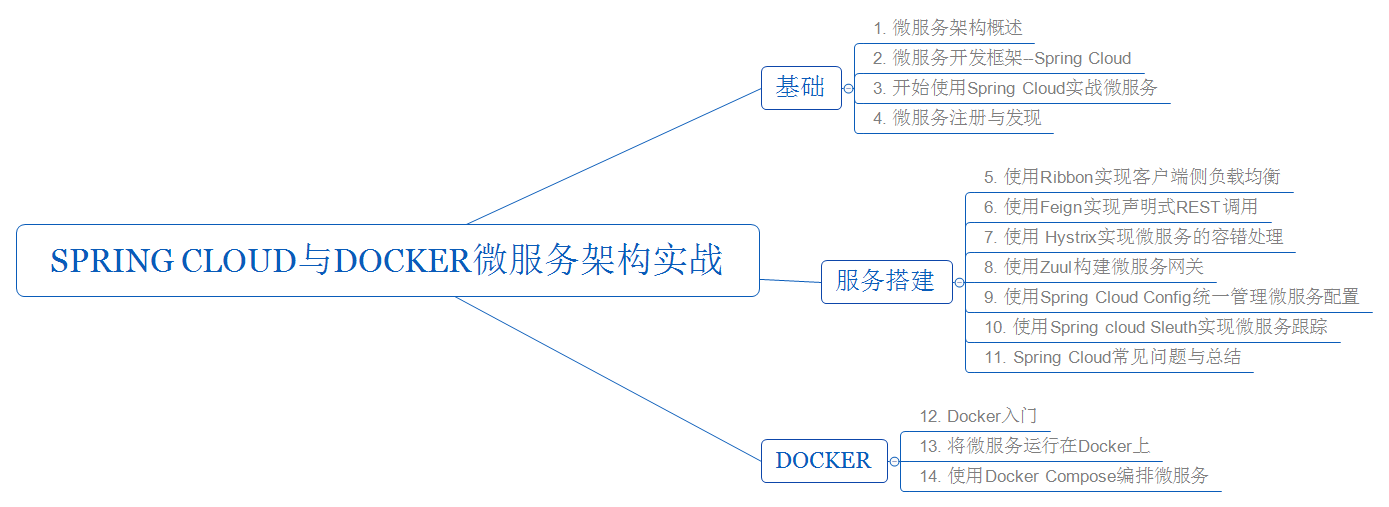 SPRING CLOUD与DOCKER微服务架构实战
基础
1. 微服务架构概述
2. 微服务开发框架–Spring Cloud
3. 开始使用Spring Cloud实战微服务
4. 微服务注册与发现
服务搭建
5. 使用Ribbon实现客户端侧负载均衡
6. 使用Feign实现声明式REST调用
7. 使用 Hystrix实现微服务的容错处理
8. 使用Zuul构建微服务网关
9. 使用Spring Cloud Config统一管理微服务配置
10. 使用Spring cloud Sleuth实现微服务跟踪
11. Spring Cloud常见问题与总结
DOCKER
12. Docker入门
13. 将微服务运行在Docker上
14. 使用Docker Compose编排微服务